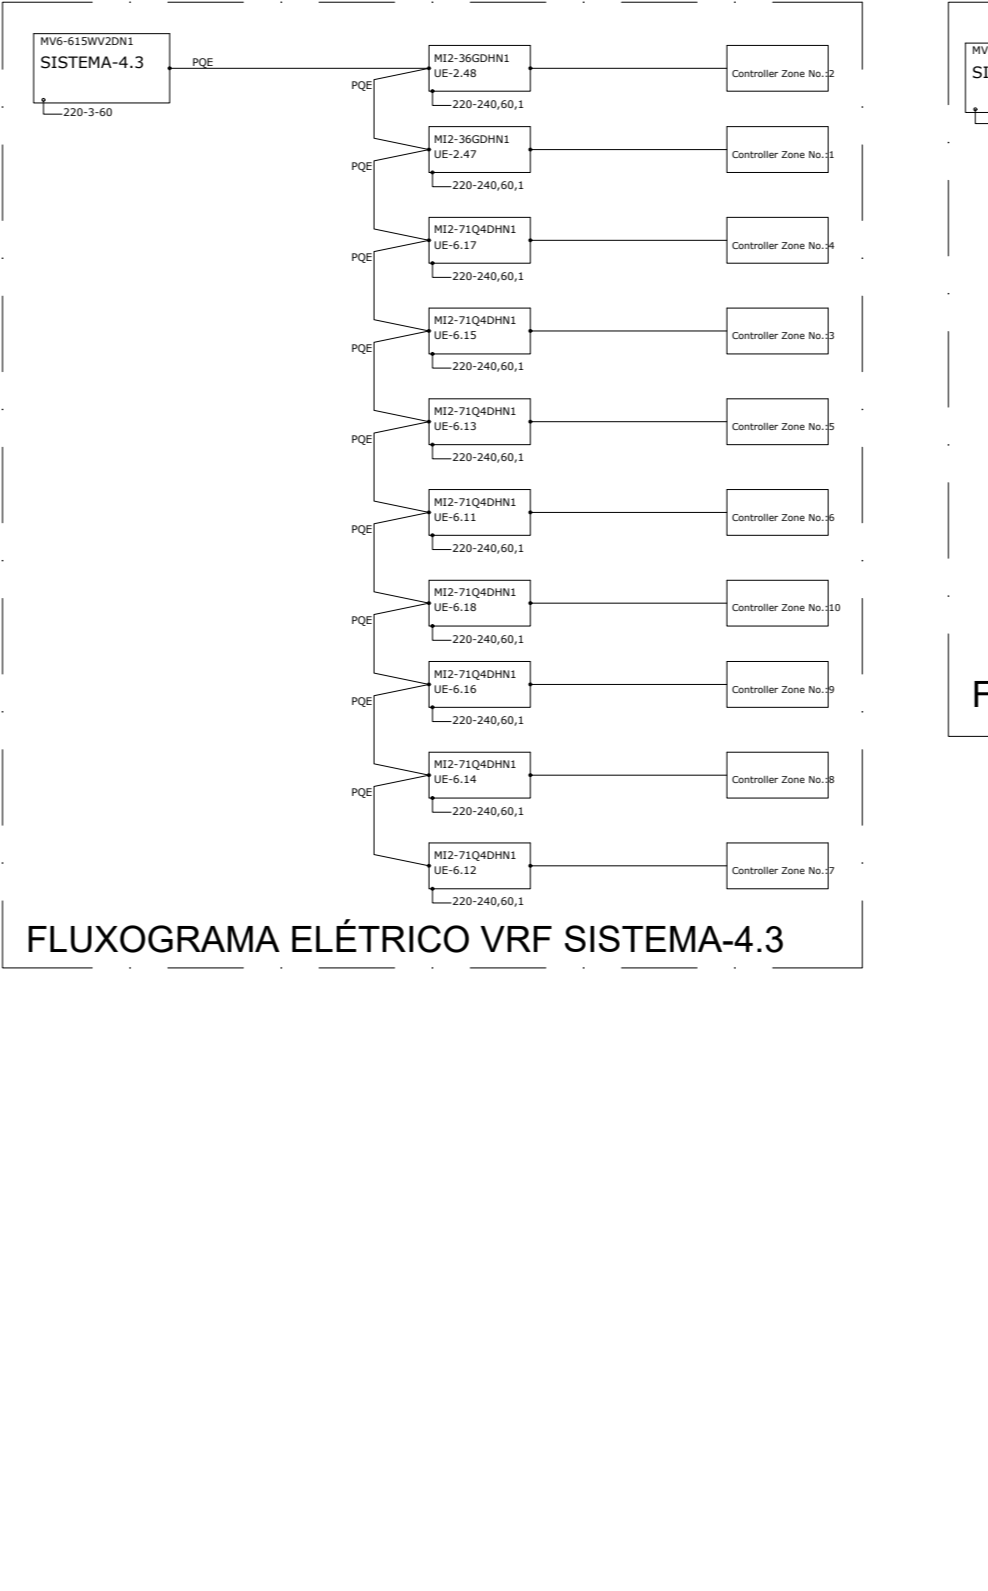 MV6-615WV2DN1
SISTEMA-4.3
220-3-60
PQE
MI2-36GDHN1
UE-2.48
220-240,60,1
Controller Zone No.:2
PQE
MI2-36GDHN1
UE-2.47
220-240,60,1
Controller Zone No.:1
PQE
MI2-71Q4DHN1
UE-6.17
220-240,60,1
Controller Zone No.:4
PQE
MI2-71Q4DHN1
UE-6.15
220-240,60,1
Controller Zone No.:3
PQE
MI2-71Q4DHN1
UE-6.13
220-240,60,1
Controller Zone No.:5
PQE
MI2-71Q4DHN1
UE-6.11
220-240,60,1
Controller Zone No.:6
PQE
MI2-71Q4DHN1
UE-6.18
220-240,60,1
Controller Zone No.:10
PQE
MI2-71Q4DHN1
UE-6.16
220-240,60,1
Controller Zone No.:9
PQE
MI2-71Q4DHN1
UE-6.14
220-240,60,1
Controller Zone No.:8
PQE
MI2-71Q4DHN1
UE-6.12
220-240,60,1
Controller Zone No.:7
FLUXOGRAMA ELÉTRICO VRF SISTEMA-4.3